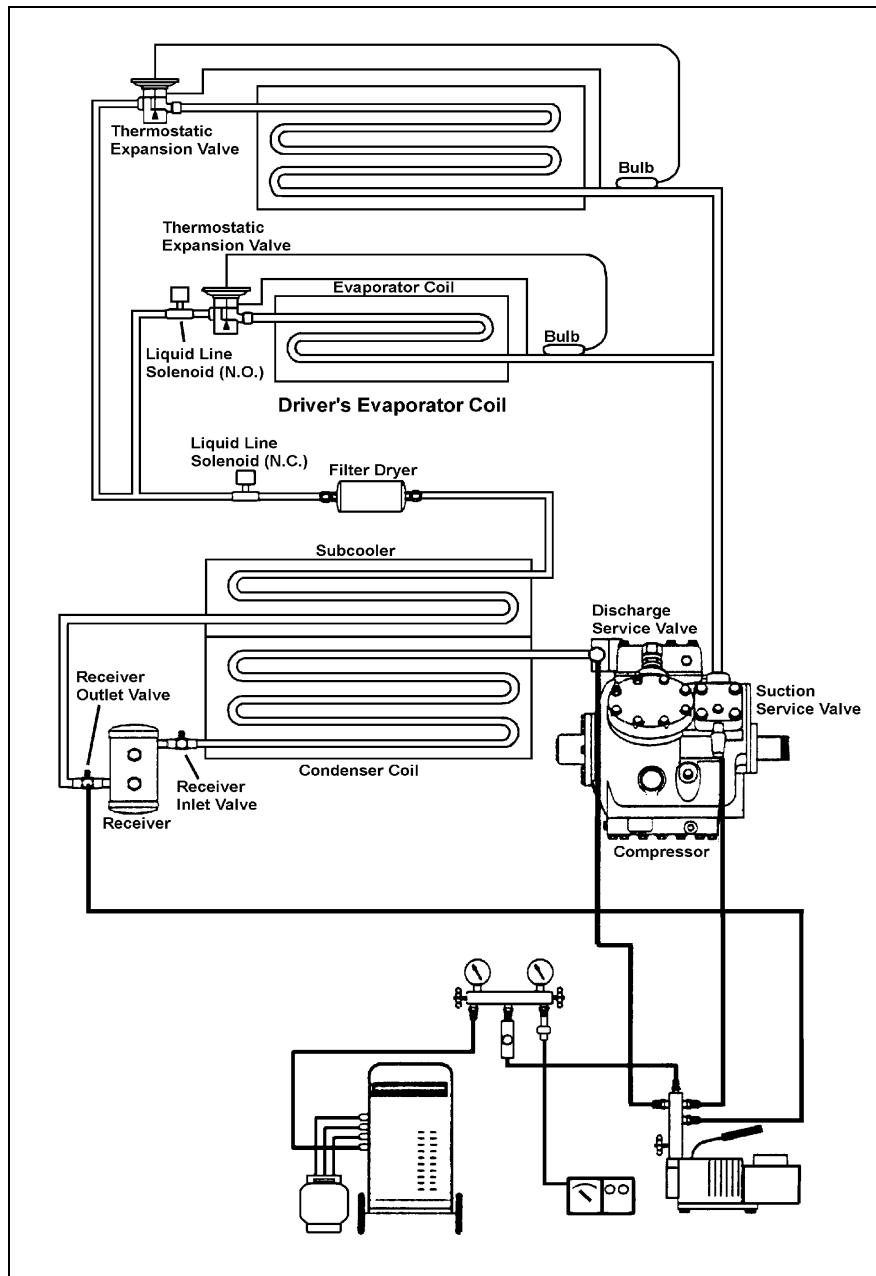 Thermostatic
Expansion Valve
Bulb
Thermostatic
Expansion Valve
Evaporator Coil
Bulb
Liquid Line
Solenoid (N.O.)
Driver's Evaporator Coil
Liquid Line
Solenoid (N.C.)
Filter Dryer
Subcooler
Discharge
Service Valve
Receiver
Outlet Valve
Suction
Service Valve
Condenser Coil
Receiver
Inlet Valve
Receiver
Compressor